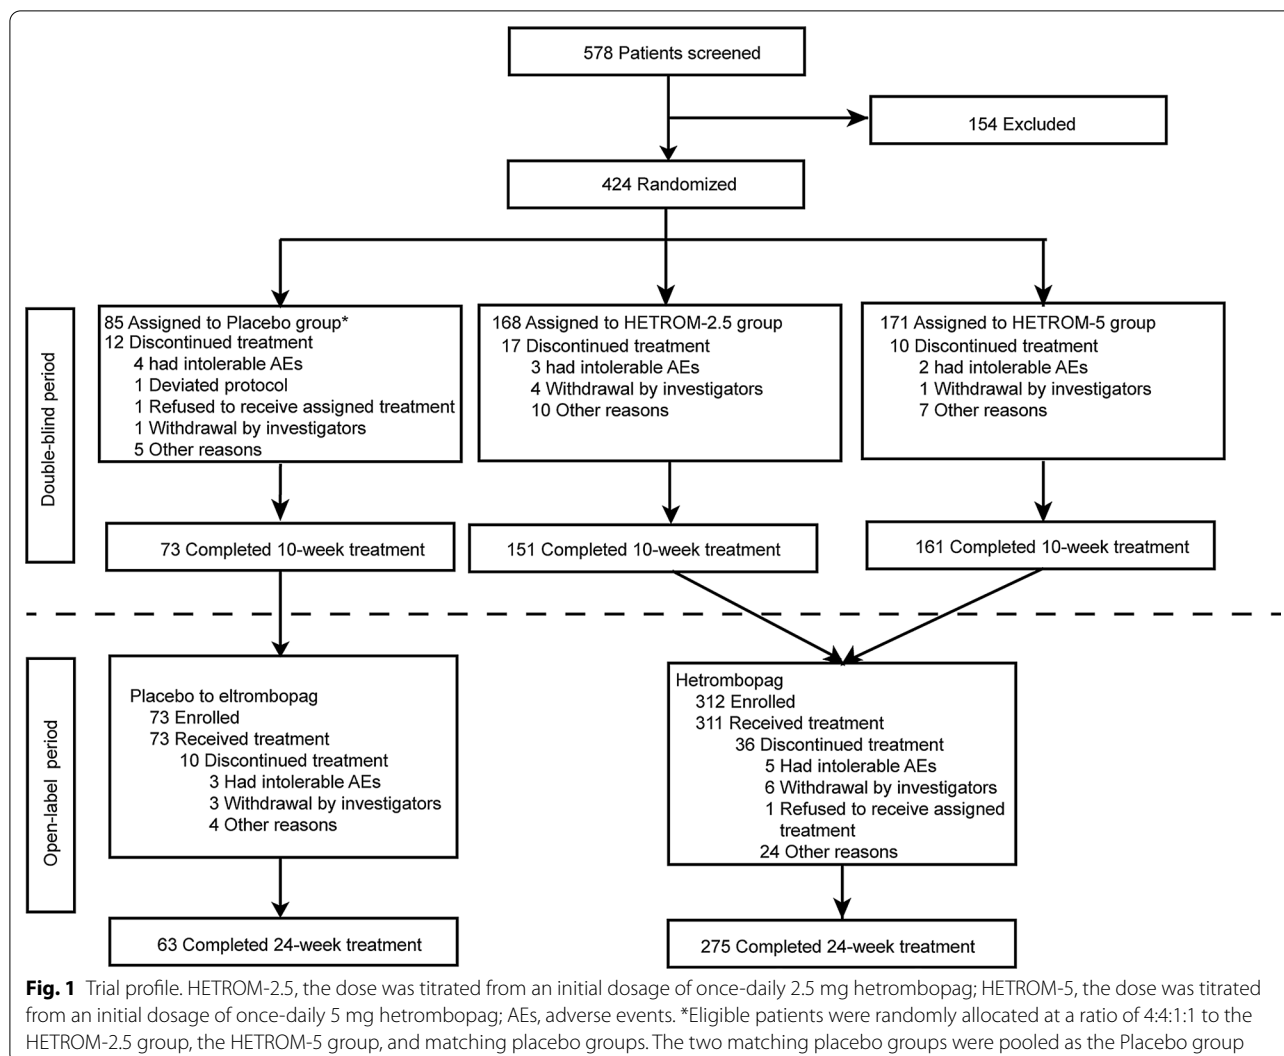 578 Patients screened
154 Excluded
424 Randomized
Double-blind period
85 Assigned to Placebo group*
12 Discontinued treatment
4 had intolerable AEs
1 Deviated protocol
1 Refused to receive assigned treatment
1 Withdrawal by investigators
5 Other reasons
168 Assigned to HETROM-2.5 group
17 Discontinued treatment
3 had intolerable AEs
4 Withdrawal by investigators
10 Other reasons
171 Assigned to HETROM-5 group
10 Discontinued treatment
2 had intolerable AEs
1 Withdrawal by investigators
7 Other reasons
73 Completed 10-week treatment
151 Completed 10-week treatment
161 Completed 10-week treatment
Open-label period
Placebo to eltrombopag
73 Enrolled
73 Received treatment
10 Discontinued treatment
3 Had intolerable AEs
3 Withdrawal by investigators
4 Other reasons
Hetrombopag
312 Enrolled
311 Received treatment
36 Discontinued treatment
5 Had intolerable AEs
6 Withdrawal by investigators
1 Refused to receive assigned
treatment
24 Other reasons
63 Completed 24-week treatment
275 Completed 24-week treatment
Fig. 1 Trial profile. HETROM-2.5, the dose was titrated from an initial dosage of once-daily 2.5 mg hetrombopag; HETROM-5, the dose was titrated
from an initial dosage of once-daily 5 mg hetrombopag; AEs, adverse events. *Eligible patients were randomly allocated at a ratio of 4:4:1:1 to the
HETROM-2.5 group, the HETROM-5 group, and matching placebo groups. The two matching placebo groups were pooled as the Placebo group